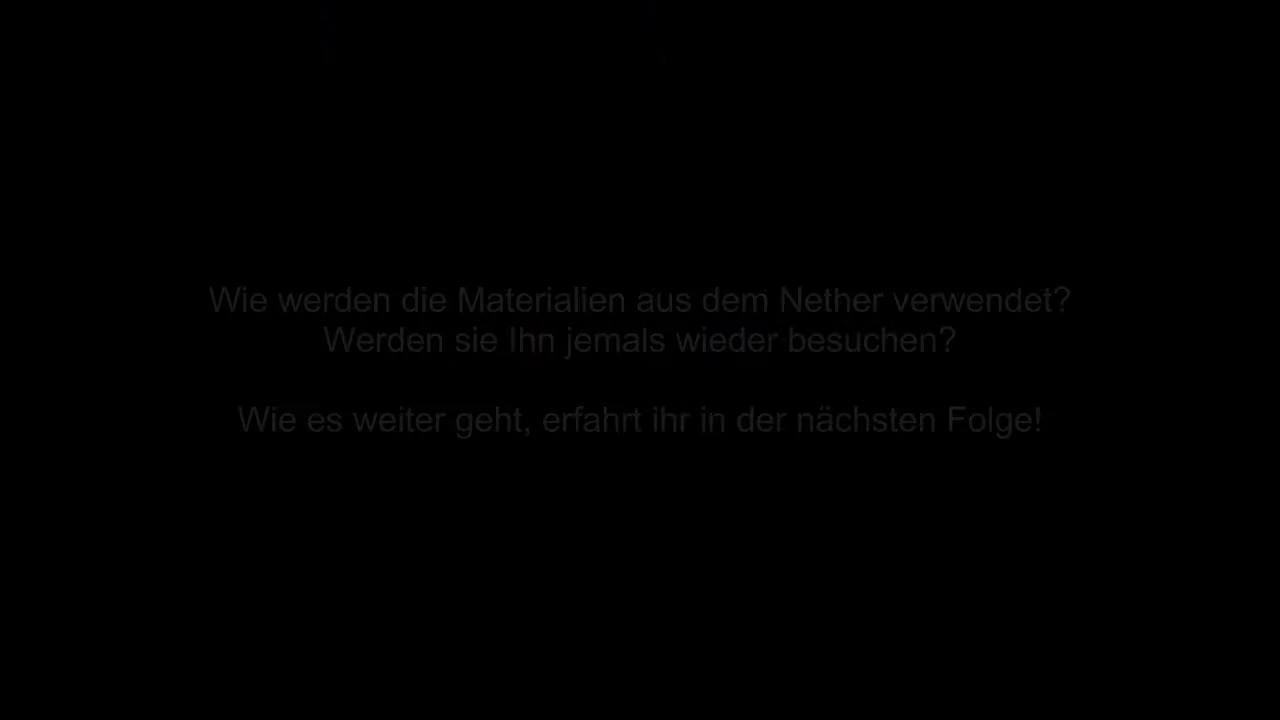 Wie werden die Materialien aus dem Nether verwendet?
Werden sie Ihn jemals wieder besuchen?
Wie es weiter geht, erfahrt ihr in der nächsten Folge!